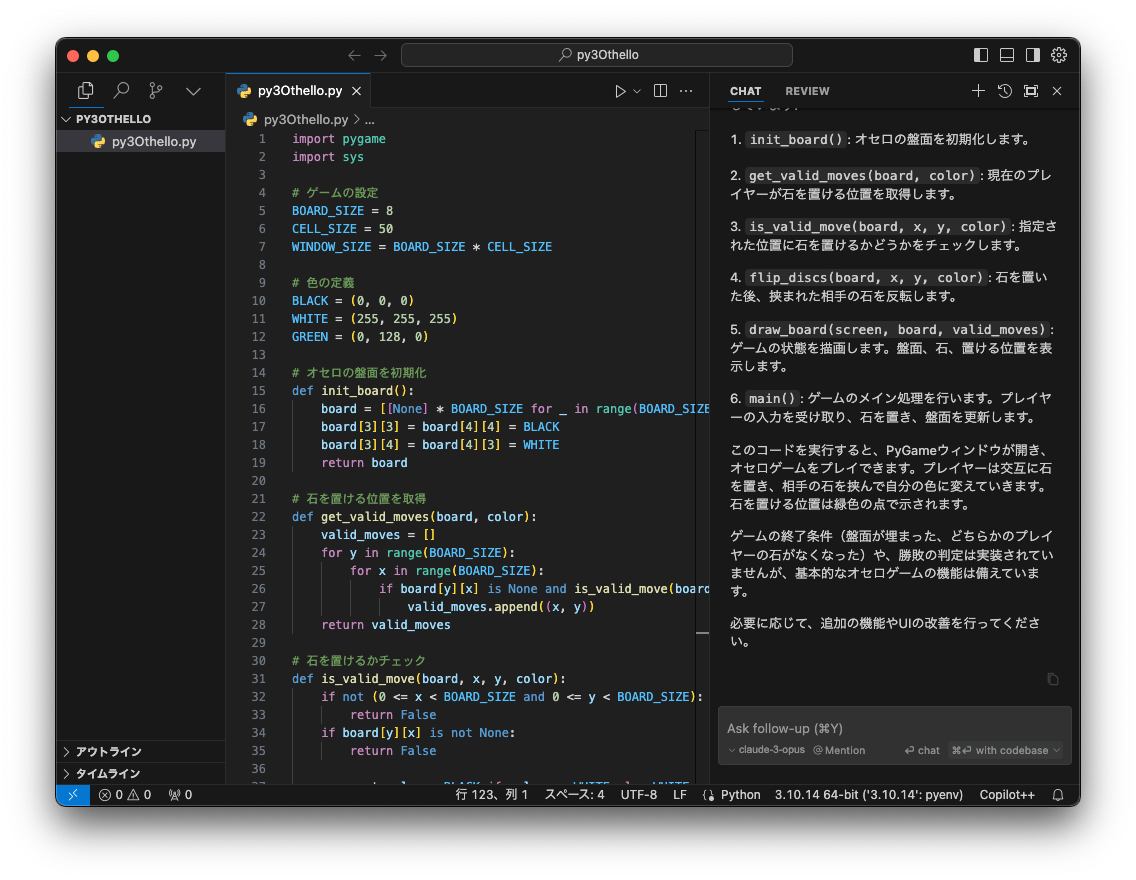 py3Othello
py3Othello.py
CHAT
REVIEW
PY3OTHELLO
py3Othello.py
アウトライン
タイムライン
py3Othello.py > ...
1 import pygame
2 import sys
3
4 # ゲームの設定
5 BOARD_SIZE = 8
6 CELL_SIZE = 50
7 WINDOW_SIZE = BOARD_SIZE * CELL_SIZE
8
9 # 色の定義
10 BLACK = (0, 0, 0)
11 WHITE = (255, 255, 255)
12 GREEN = (0, 128, 0)
13
14 # オセロの盤面を初期化
15 def init_board():
16 board = [[None] * BOARD_SIZE for _ in range(BOARD_SIZE
17 board[3][3] = board[4][4] = BLACK
18 board[3][4] = board[4][3] = WHITE
19 return board
20
21 # 石を置ける位置を取得
22 def get_valid_moves(board, color):
23 valid_moves = []
24 for y in range(BOARD_SIZE):
25 for x in range(BOARD_SIZE):
26 if board[y][x] is None and is_valid_move(board
27 valid_moves.append((x, y))
28 return valid_moves
29
30 # 石を置けるかチェック
31 def is_valid_move(board, x, y, color):
32 if not (0 <= x < BOARD_SIZE and 0 <= y < BOARD_SIZE):
33 return False
34 if board[y][x] is not None:
35 return False
36
1. init_board(): オセロの盤面を初期化します。
2. get_valid_moves(board, color): 現在のプレ
イヤーが石を置ける位置を取得します。
3. is_valid_move(board, x, y, color): 指定さ
れた位置に石を置けるかどうかをチェックします。
4. flip_discs(board, x, y, color): 石を置い
た後、挟まれた相手の石を反転します。
5. draw_board(screen, board, valid_moves):
ゲームの状態を描画します。盤面、石、置ける位置を表
示します。
6. main(): ゲームのメイン処理を行います。プレイヤ
ーの入力を受け取り、石を置き、盤面を更新します。
このコードを実行すると、PyGameウィンドウが開き、
オセロゲームをプレイできます。プレイヤーは交互に石
を置き、相手の石を挟んで自分の色に変えていきます。
石を置ける位置は緑色の点で示されます。
ゲームの終了条件（盤面が埋まった、どちらかのプレイ
ヤーの石がなくなった）や、勝敗の判定は実装されてい
ませんが、基本的なオセロゲームの機能は備えていま
す。
必要に応じて、追加の機能やUIの改善を行ってくださ
い。
Ask follow-up (⌘Y)
claude-3-opus @ Mention ↵ chat ⌘↵ with codebase
0 0 0 行 123、列 1 スペース: 4 UTF-8 LF Python 3.10.14 64-bit ('3.10.14': pyenv) Copilot++